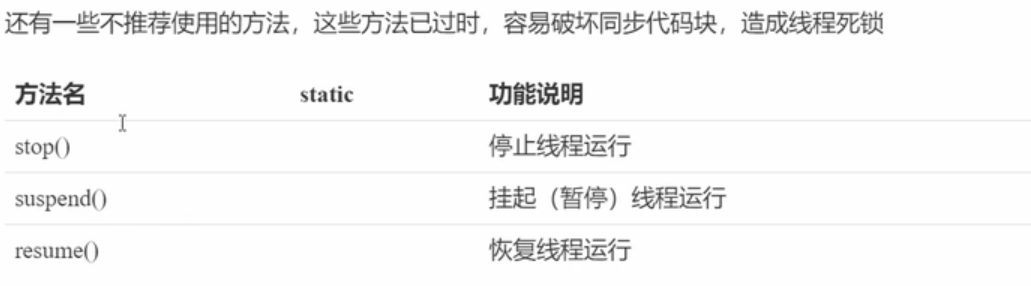 还有一些不推荐使用的方法，这些方法已过时，容易破坏同步代码块，造成线程死锁
方法名 static 功能说明
stop() 停止线程运行
suspend() 挂起（暂停）线程运行
resume() 恢复线程运行